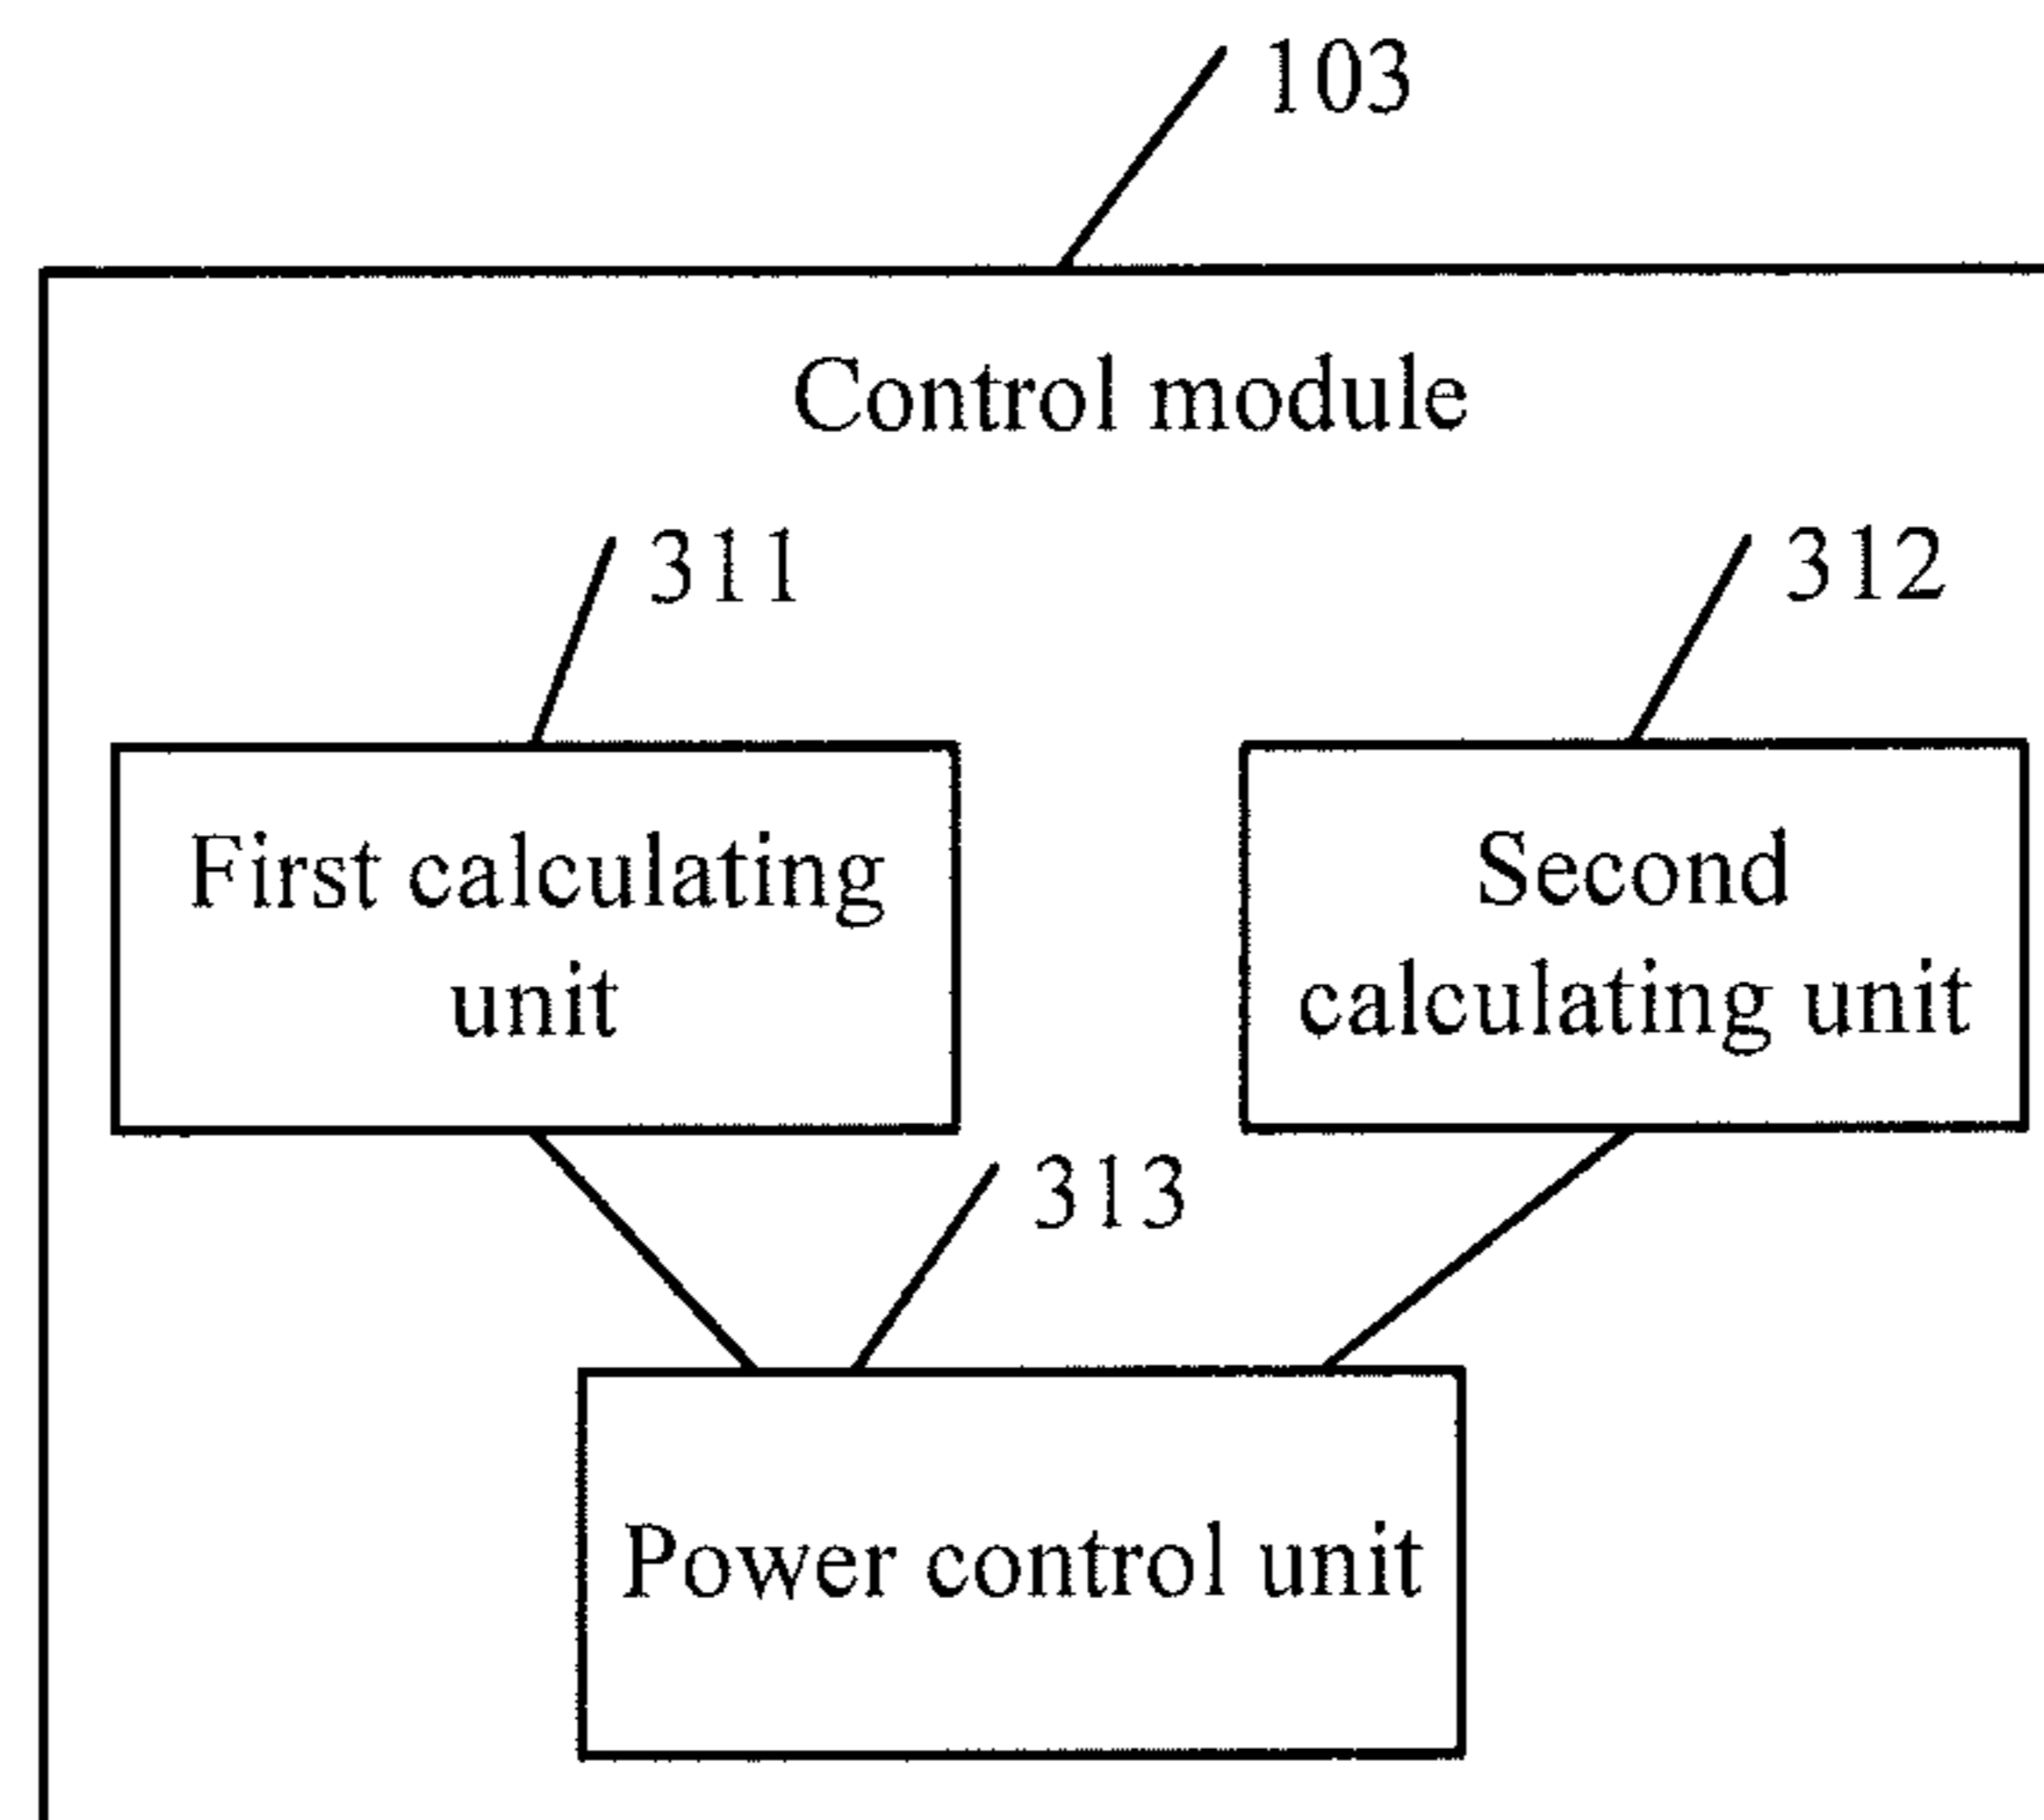 103
Control module
311
312
First calculating
unit
Second
calculating unit
313
Power control unit